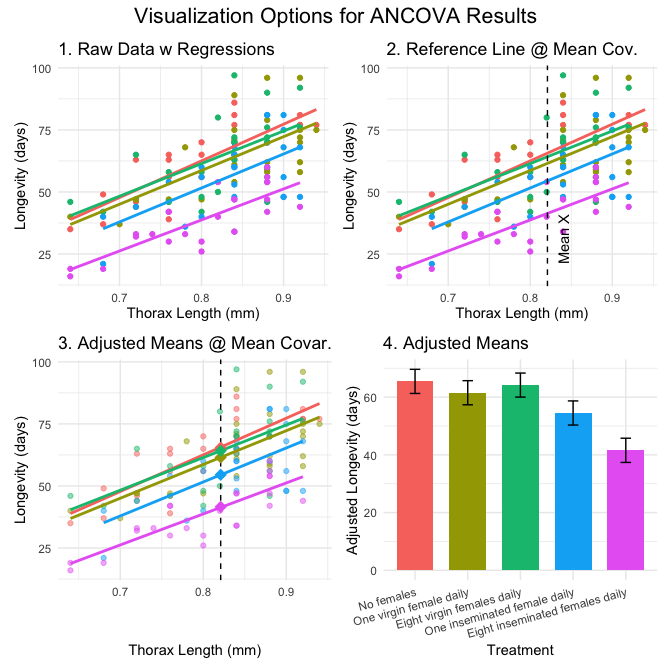 Visualization Options for ANCOVA Results
1. Raw Data w Regressions
100
75
50
25
Longevity (days)
0.7
0.8
0.9
Thorax Length (mm)
2. Reference Line @ Mean Cov.
100
75
50
25
Longevity (days)
Mean X
0.7
0.8
0.9
Thorax Length (mm)
3. Adjusted Means @ Mean Covar.
100
75
50
25
Longevity (days)
0.7
0.8
0.9
Thorax Length (mm)
4. Adjusted Means
60
40
20
0
Adjusted Longevity (days)
No females
One virgin female daily
Eight virgin females daily
One inseminated female daily
Eight inseminated females daily
Treatment